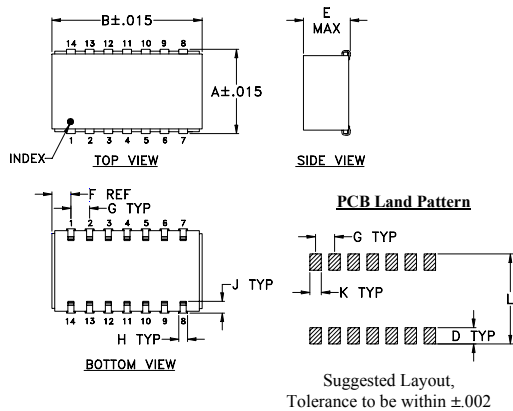 B±.015
14 13 12 11 10 9 8
A±.015
INDEX
1 2 3 4 5 6 7
TOP VIEW
E
MAX
SIDE VIEW
F REF
G TYP
1 2 3 4 5 6 7
J TYP
14 13 12 11 10 9 8
H TYP
BOTTOM VIEW
PCB Land Pattern
G TYP
K TYP
L
D TYP
Suggested Layout,
Tolerance to be within ±.002